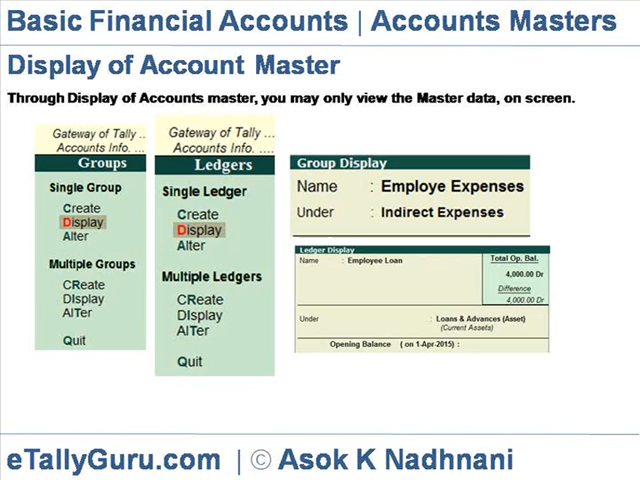 Basic Financial Accounts | Accounts Masters
Display of Account Master
Through Display of Accounts master, you may only view the Master data, on screen.
Gateway of Tally ..
Accounts Info. ...
Groups
Single Group
Create
Display
Alter
Multiple Groups
CReate
DIsplay
AlTer
Quit
Gateway of Tally ...
Accounts Info. ....
Ledgers
Single Ledger
Create
Display
Alter
Multiple Ledgers
CReate
DIsplay
AlTer
Quit
Group Display
Name : Employe Expenses
Under : Indirect Expenses
Ledger Display
Name : Employee Loan
Total Op. Bal.
4,000.00 Dr
Difference
4,000.00 Dr
Under : Loans & Advances (Asset)
(Current Assets)
Opening Balance ( on 1-Apr-2015) :
eTallyGuru.com | © Asok K Nadhnani